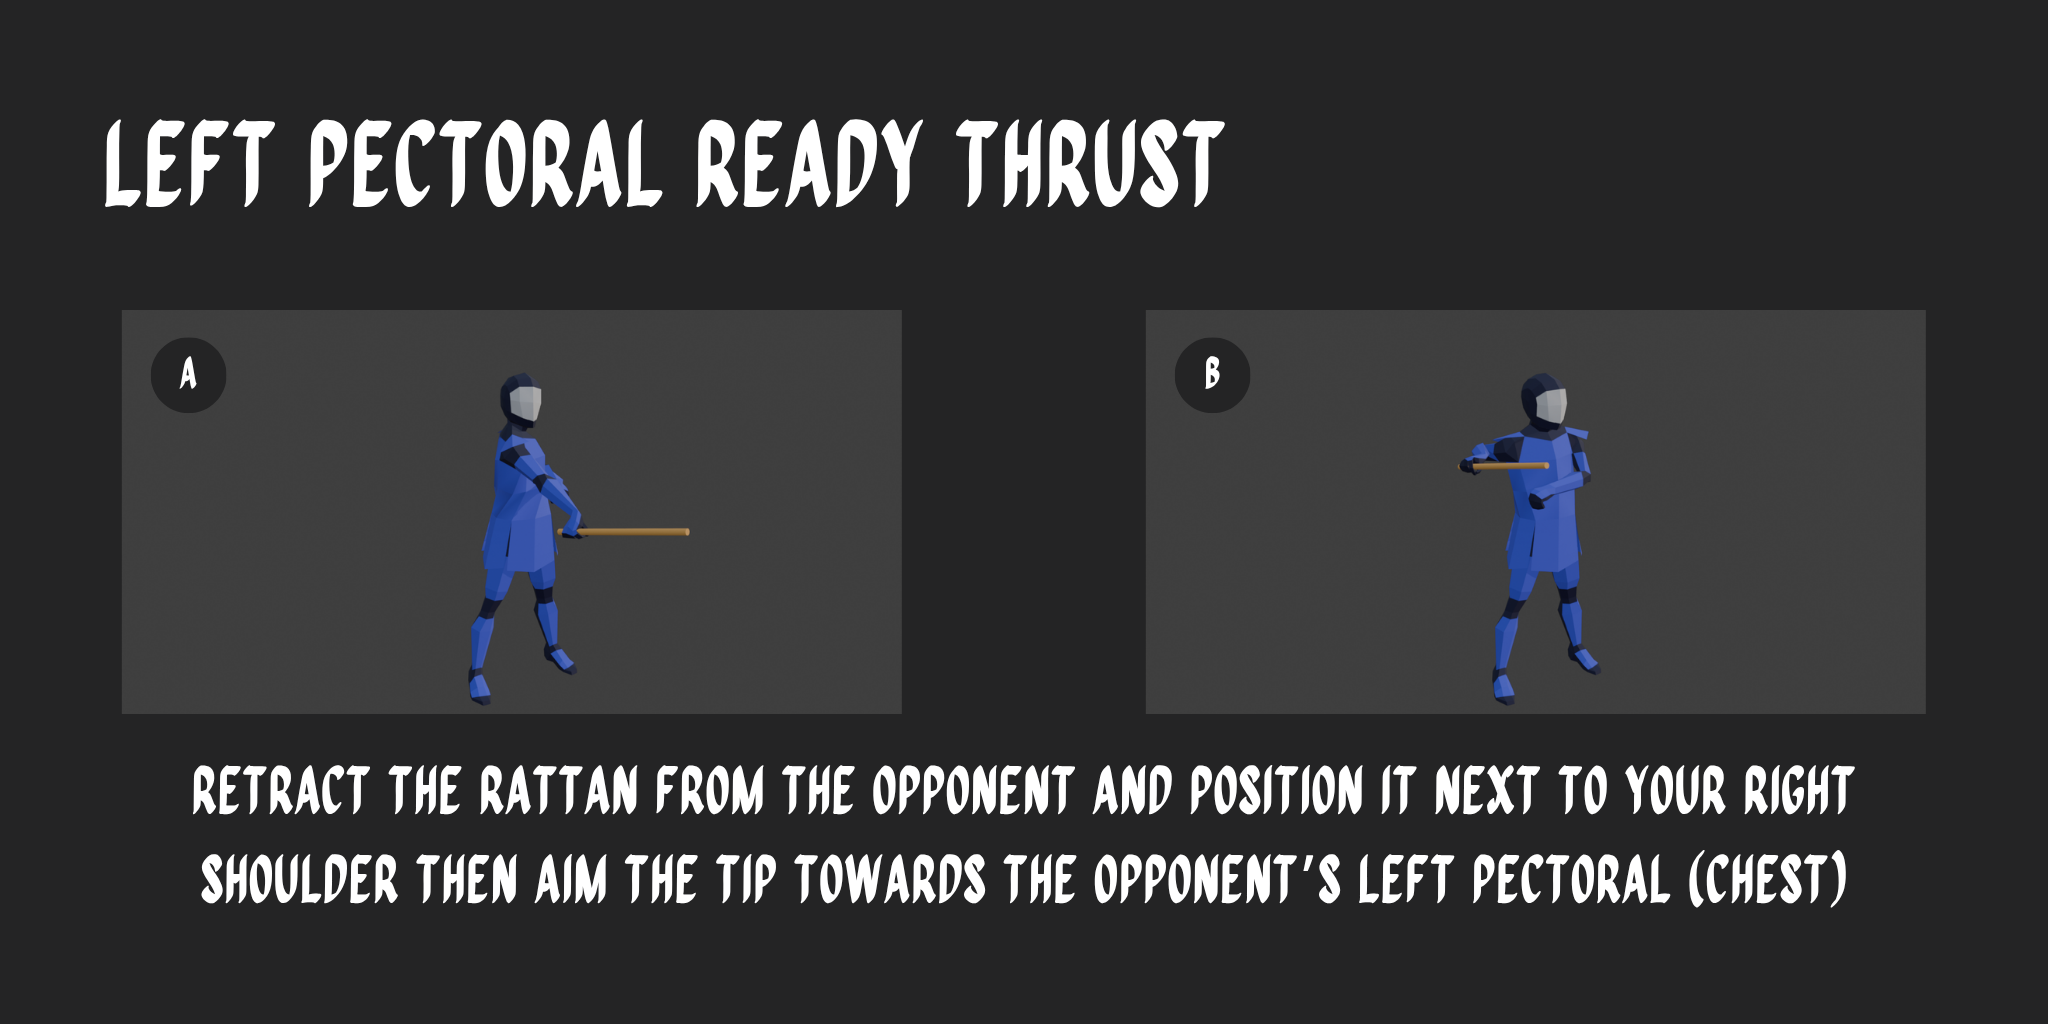 LEFT PECTORAL READY THRUST
A
B
RETRACT THE RATTAN FROM THE OPPONENT AND POSITION IT NEXT TO YOUR RIGHT
SHOULDER THEN AIM THE TIP TOWARDS THE OPPONENT'S LEFT PECTORAL (CHEST)